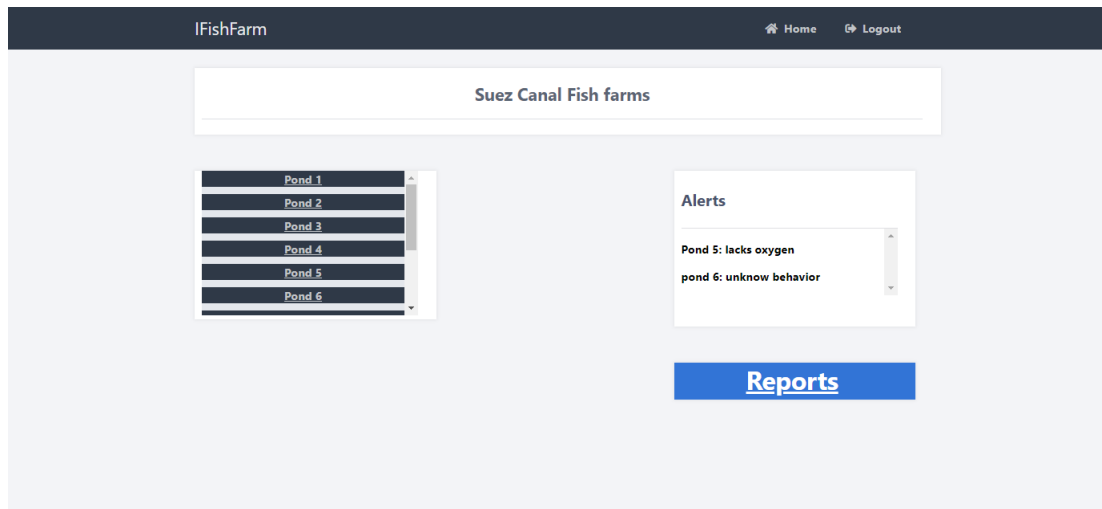 IFishFarm
Home
Logout
Suez Canal Fish farms
Pond 1
Pond 2
Pond 3
Pond 4
Pond 5
Pond 6
Alerts
Pond 5: lacks oxygen
pond 6: unknow behavior
Reports